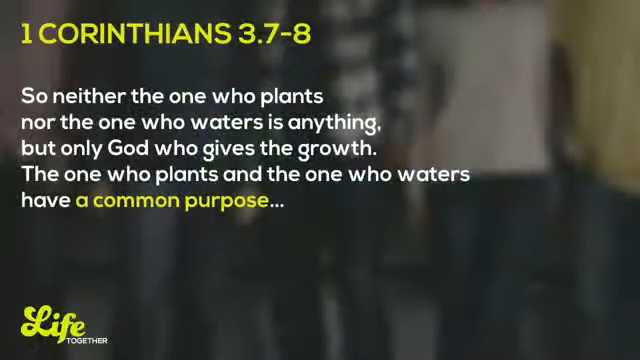 1 CORINTHIANS 3.7-8
So neither the one who plants
nor the one who waters is anything,
but only God who gives the growth.
The one who plants and the one who waters
have a common purpose...
Life
TOGETHER